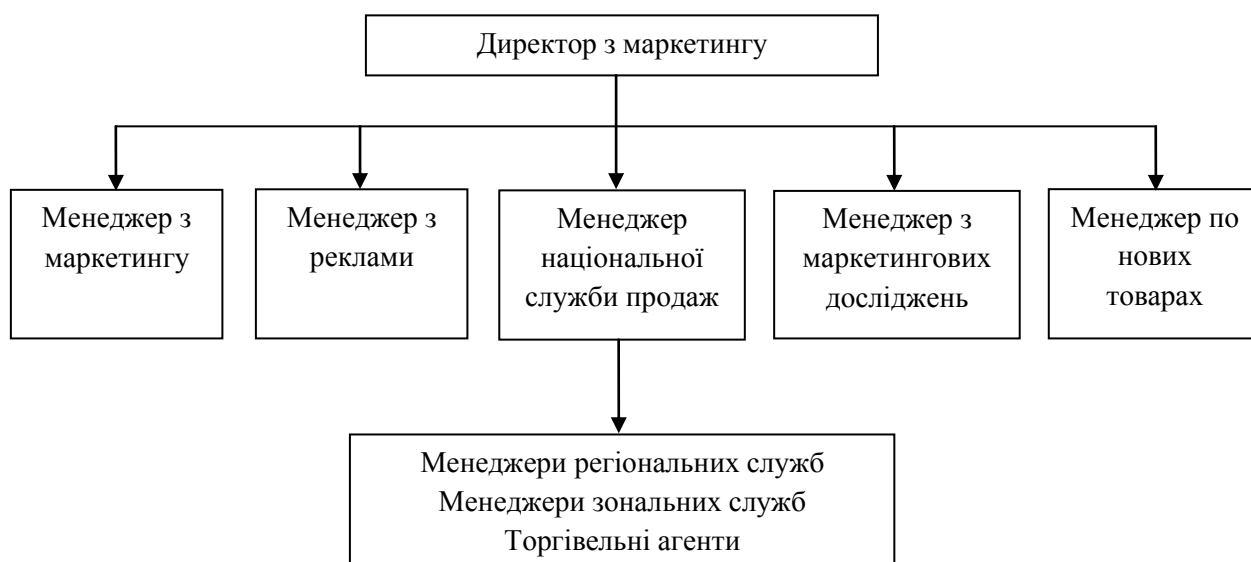 Директор з маркетингу
Менеджер з
маркетингу
Менеджер з
реклами
Менеджер
національної
служби продаж
Менеджер з
маркетингових
досліджень
Менеджер по
нових
товарах
Менеджери регіональних служб
Менеджери зональних служб
Торгівельні агенти